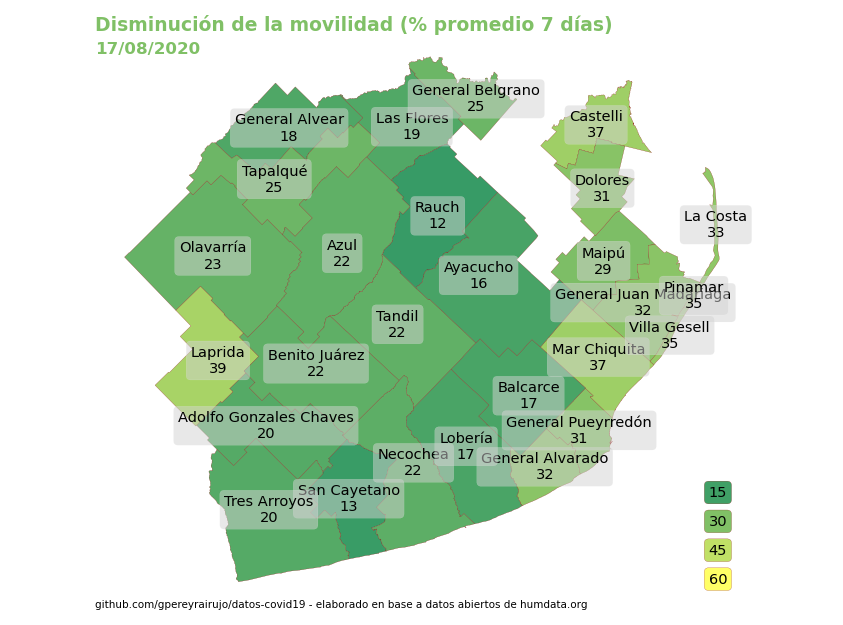 Disminución de la movilidad (% promedio 7 días)
17/08/2020
General Belgrano
25
General Alvear
18
Las Flores
19
Castelli
37
Tapalqué
25
Dolores
31
Rauch
12
La Costa
33
Olavarría
23
Azul
22
Maipú
29
Ayacucho
16
Pinamar
35
General Juan Madariaga
32
Tandil
22
Villa Gesell
35
Laprida
39
Benito Juárez
22
Mar Chiquita
37
Balcarce
17
Adolfo Gonzales Chaves
20
General Pueyrredón
31
Lobería
17
Necochea
22
General Alvarado
32
San Cayetano
13
Tres Arroyos
20
15
30
45
60
github.com/gpereyrairujo/datos-covid19 - elaborado en base a datos abiertos de humdata.org